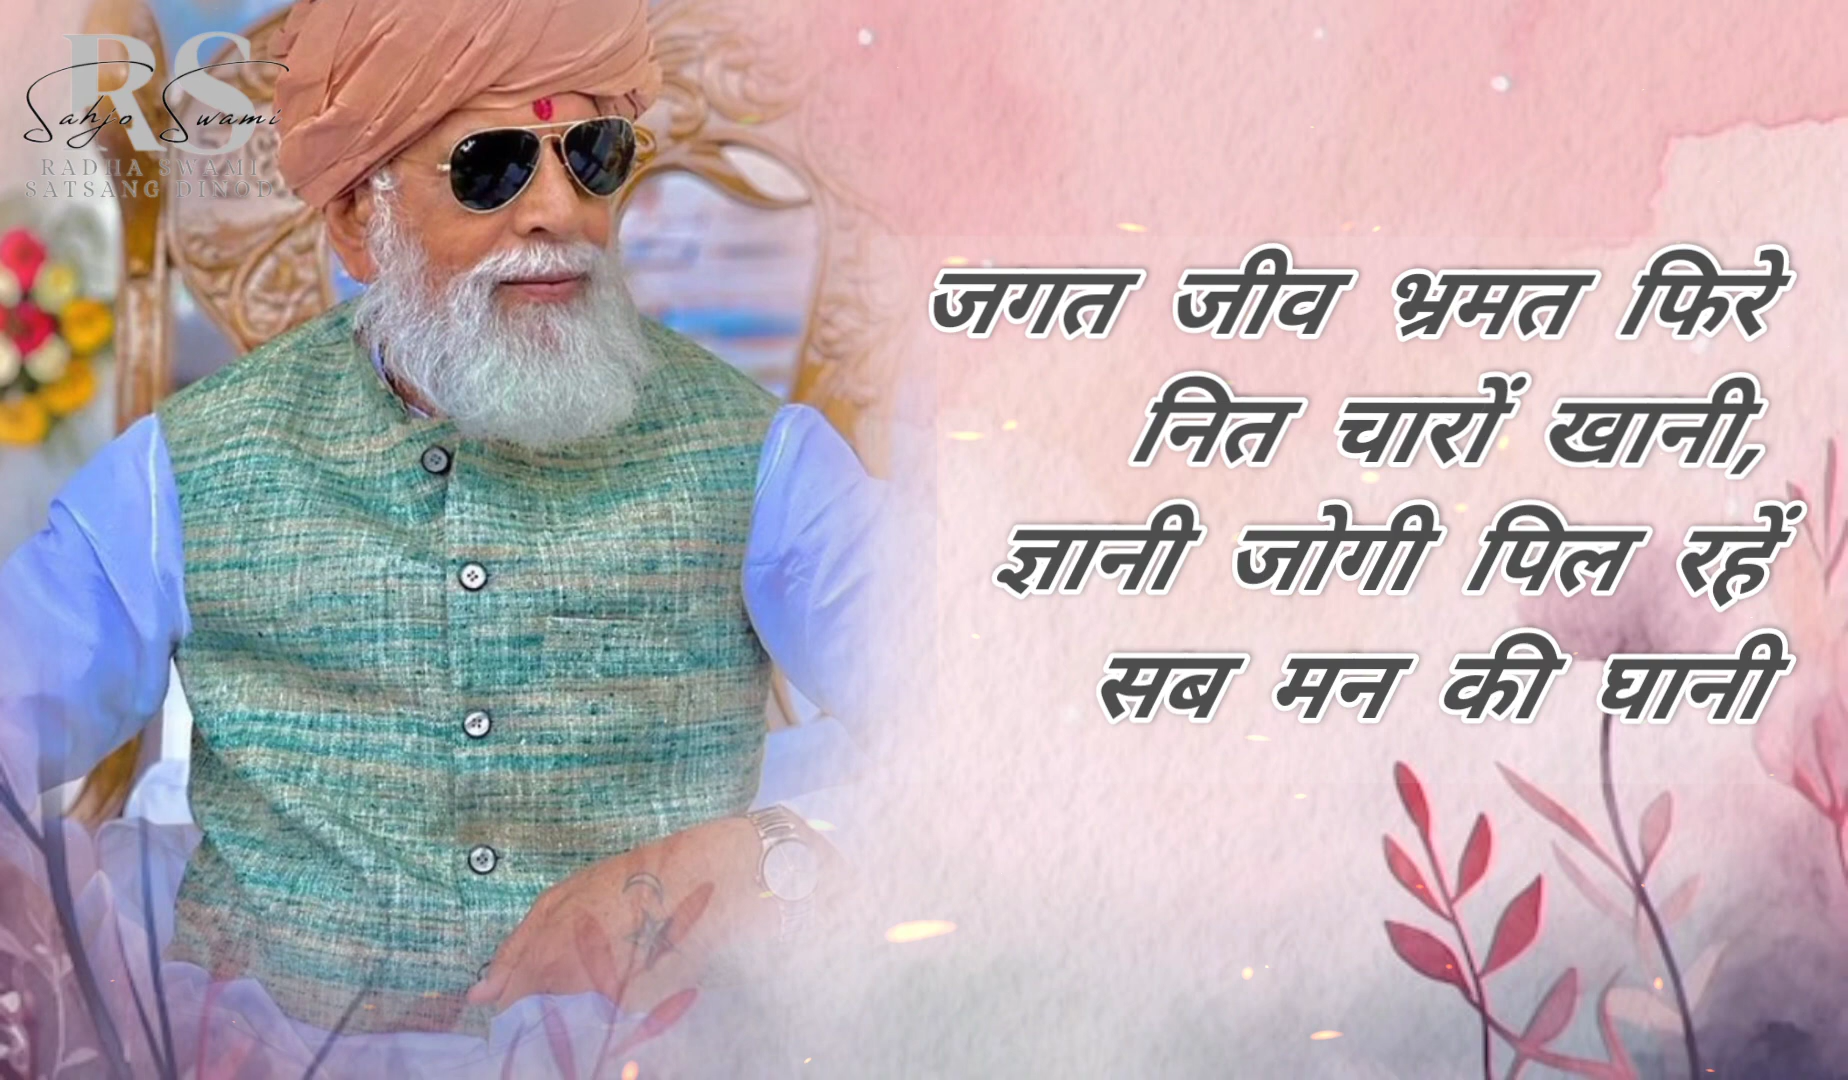 RS
Sahjo Swami
RADHA SWAMI
SATSANG DINOD
जगत जीव भ्रमत फिरे
नित चारों खानी,
ज्ञानी जोगी पिल रहें
सब मन की घानी